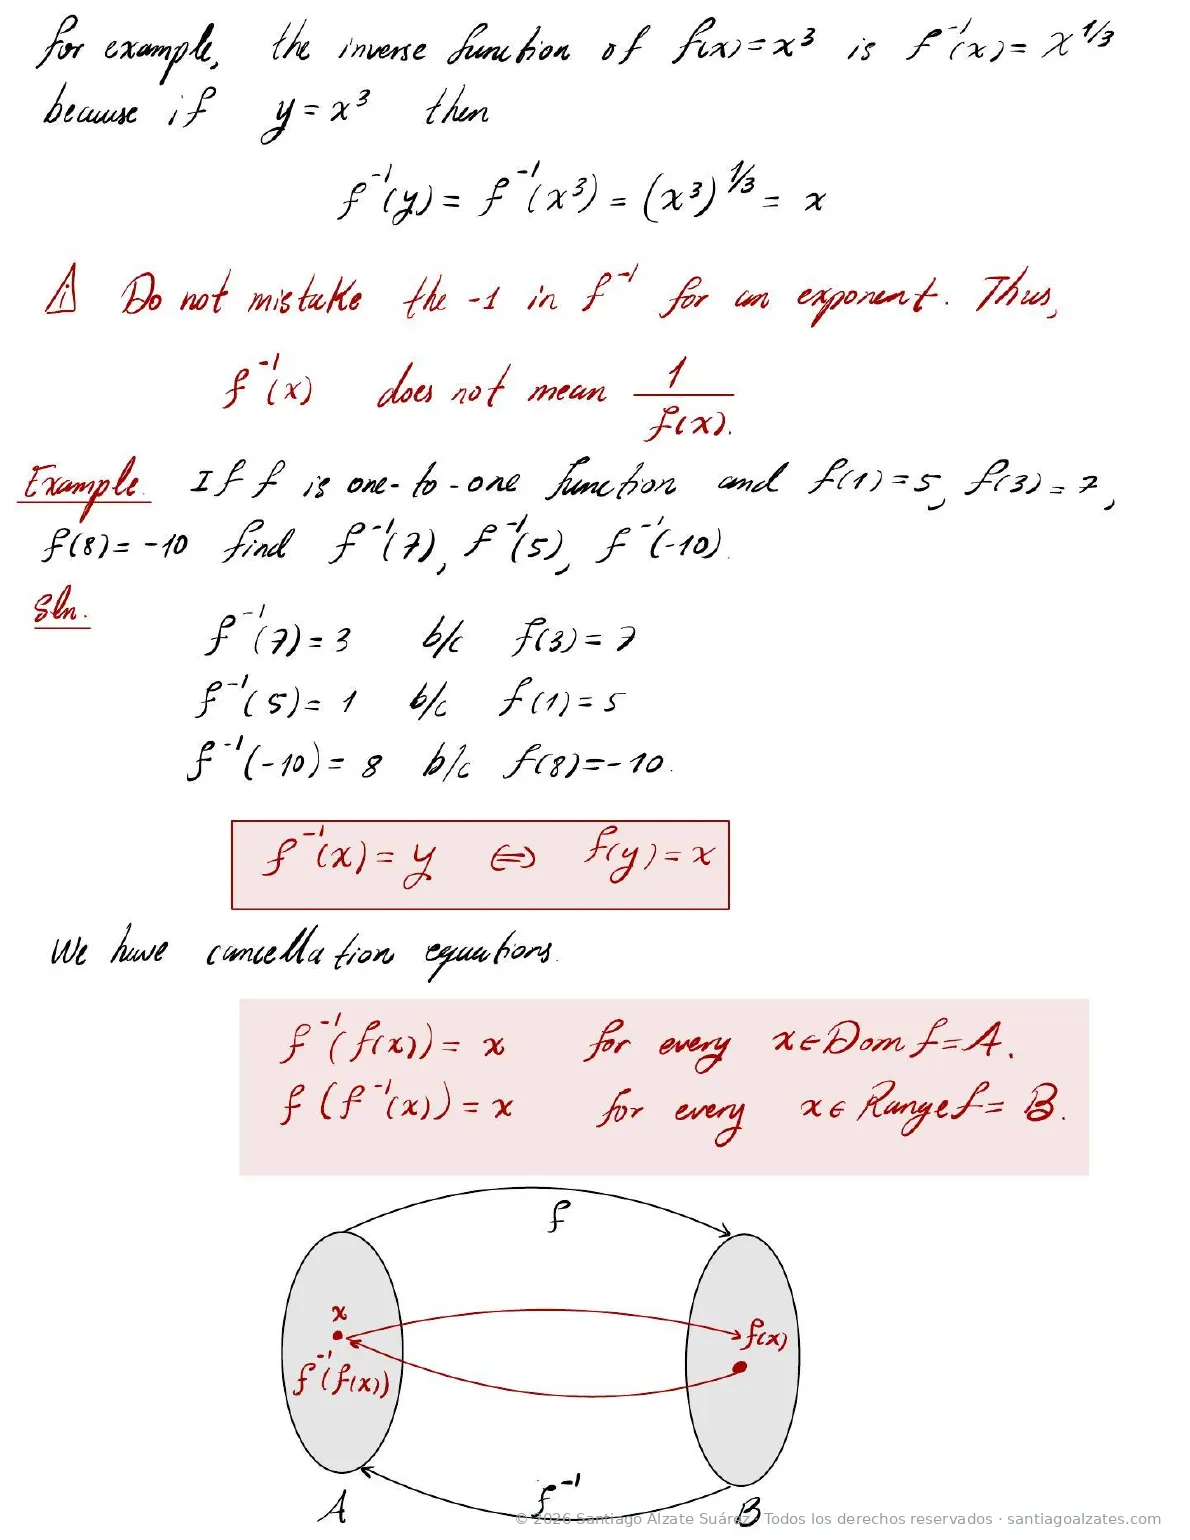 for example, the inverse function of f(x)=x³ is f⁻¹(x)= x^1/3
because if y = x³ then
f⁻¹(y) = f⁻¹(x³) = (x³)^1/3 = x
⚠ Do not mistake the -1 in f⁻¹ for an exponent. Thus,
f⁻¹(x) does not mean 1/f(x).
Example. If f is one-to-one function and f(1)=5, f(3)=7,
f(8)=-10 find f⁻¹(7), f⁻¹(5), f⁻¹(-10).
Sln.
f⁻¹(7)=3 b/c f(3)=7
f⁻¹(5)=1 b/c f(1)=5
f⁻¹(-10)=8 b/c f(8)=-10.
f⁻¹(x)=y ⇔ f(y)=x
We have cancellation equations.
f⁻¹(f(x))=x for every x∈Dom f=A.
f(f⁻¹(x))=x for every x∈Range f=B.
f
x
f(x)
f⁻¹(f(x))
f⁻¹
A B
© 2026 Santiago Alzate Suárez · Todos los derechos reservados · santiagoalzates.com